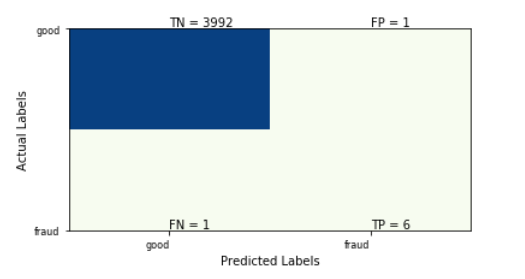 TN = 3992 FP = 1
good
Actual Labels
fraud
FN = 1 TP = 6
good fraud
Predicted Labels